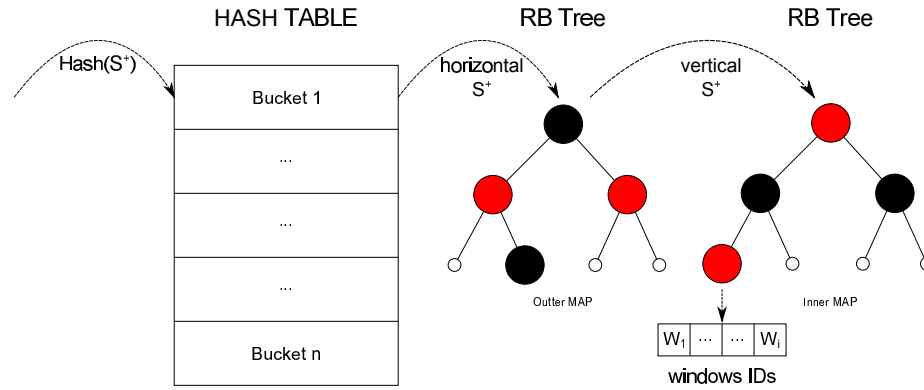 HASH TABLE
RB Tree
RB Tree
Hash(S⁺)
horizontal
S⁺
vertical
S⁺
Bucket 1
...
...
...
Bucket n
Outter MAP
Inner MAP
W₁ ... ... Wᵢ
windows IDs